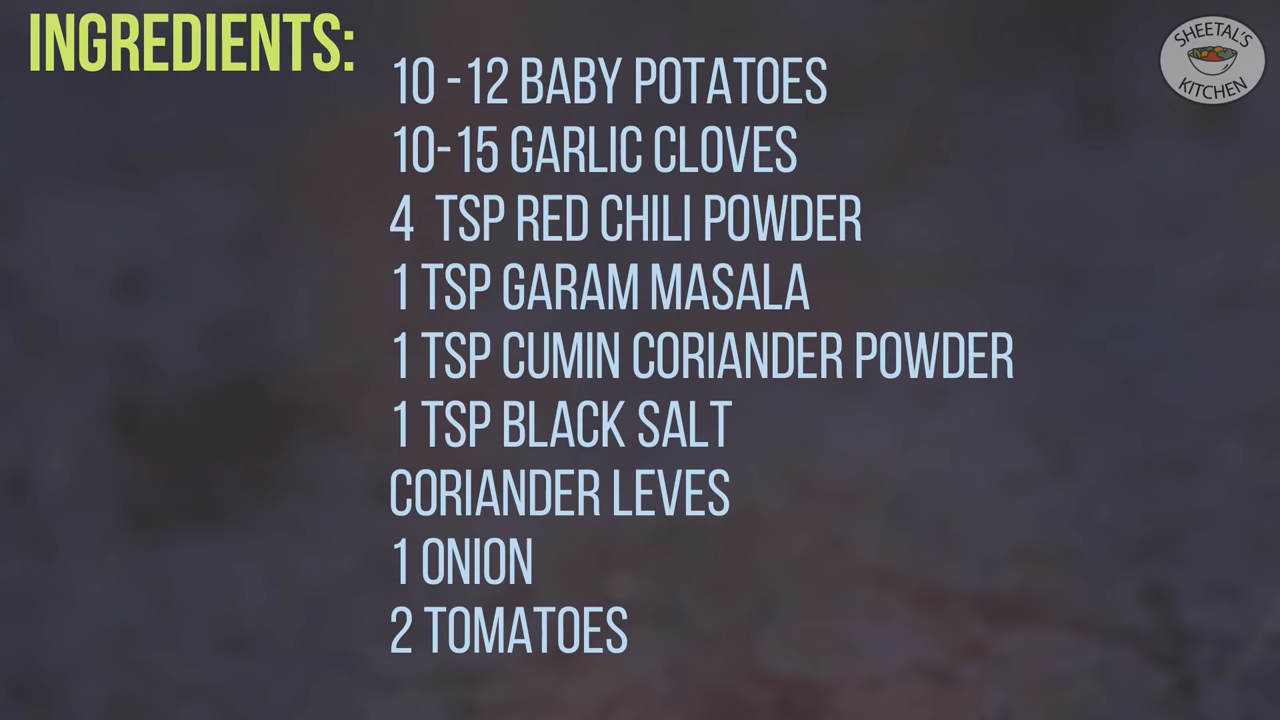 INGREDIENTS:
SHEETAL'S
KITCHEN
10 -12 BABY POTATOES
10-15 GARLIC CLOVES
4 TSP RED CHILI POWDER
1 TSP GARAM MASALA
1 TSP CUMIN CORIANDER POWDER
1 TSP BLACK SALT
CORIANDER LEVES
1 ONION
2 TOMATOES